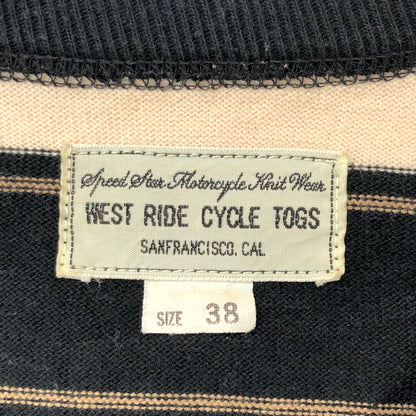 Speed Star Motorcycle Knit Wear
WEST RIDE CYCLE TOGS
SANFRANCISCO, CAL
SIZE 38